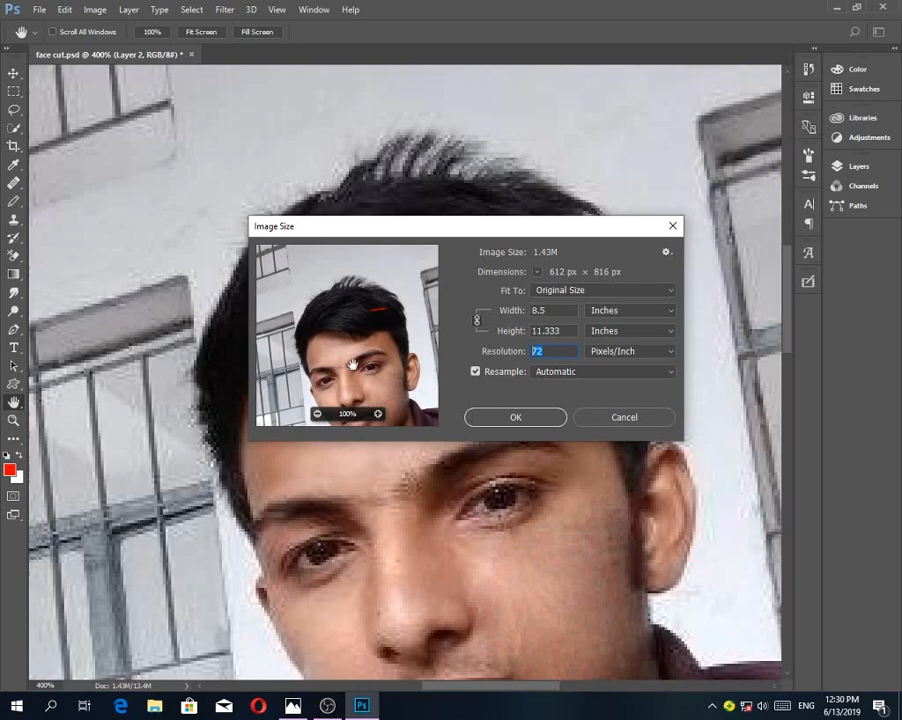 Ps File Edit Image Layer Type Select Filter 3D View Window Help
Scroll All Windows 100% Fit Screen Fill Screen
face cut.psd @ 400% (Layer 2, RGB/8#) * ×
Color
Swatches
Libraries
Adjustments
Layers
Channels
Paths
Image Size
Image Size: 1.43M
Dimensions: 612 px × 816 px
Fit To: Original Size
Width: 8.5 Inches
Height: 11.333 Inches
Resolution: 72 Pixels/Inch
Resample: Automatic
100%
OK Cancel
400% Doc: 1.43M/13.4M
ENG
12:30 PM
6/13/2019
1